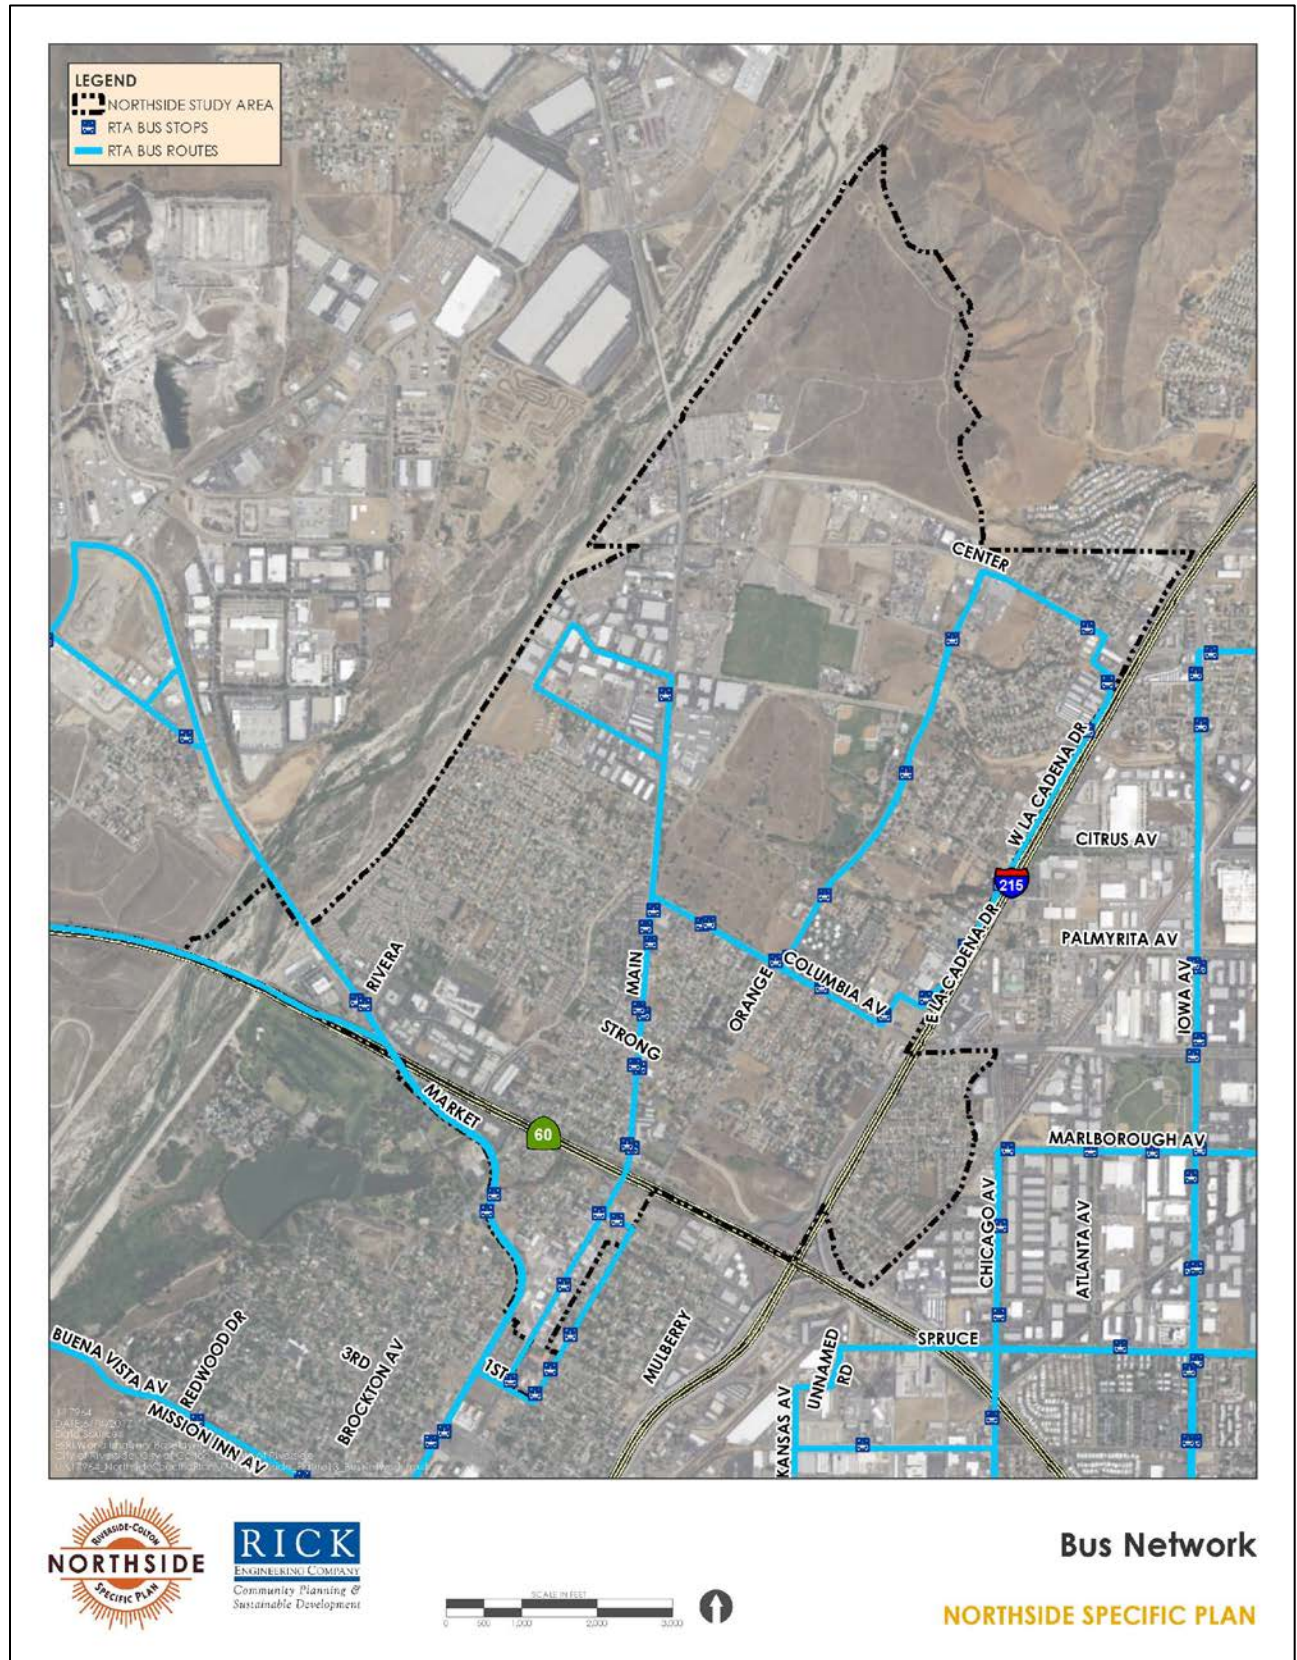 LEGEND
NORTHSIDE STUDY AREA
RTA BUS STOPS
RTA BUS ROUTES
CENTER
W LA CADENA DR
CITRUS AV
215
E LA CADENA DR
PALMYRITA AV
IOWA AV
RIVERA
MAIN
ORANGE
COLUMBIA AV
STRONG
MARKET
60
MARLBOROUGH AV
CHICAGO AV
ATLANTA AV
MULBERRY
SPRUCE
UNNAMED RD
KANSAS AV
1ST
3RD
BROCKTON AV
REDWOOD DR
BUENA VISTA AV
MISSION INN AV
RIVERSIDE-COLTON
NORTHSIDE
SPECIFIC PLAN
RICK
ENGINEERING COMPANY
Community Planning &
Sustainable Development
SCALE IN FEET
0 500 1,000 2,000 3,000
Bus Network
NORTHSIDE SPECIFIC PLAN